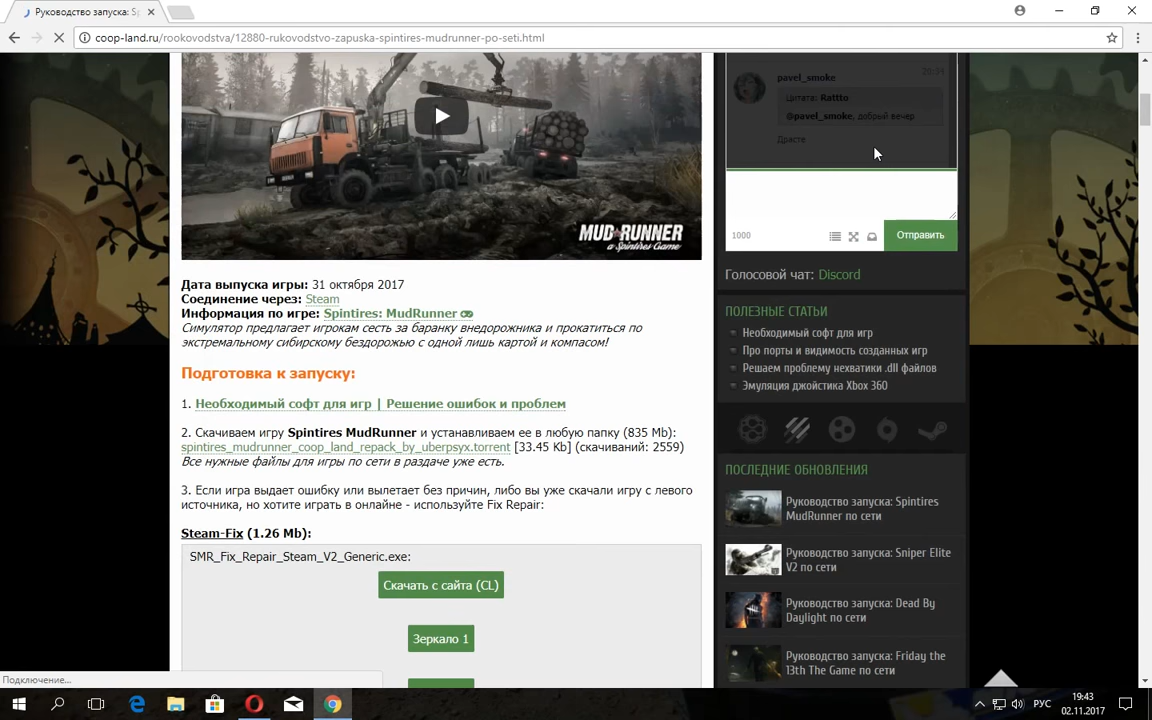 Руководство запуска: Sp
coop-land.ru/rookovodstva/12880-rukovodstvo-zapuska-spintires-mudrunner-po-seti.html
MUDRUNNER
a Spintires Game
Дата выпуска игры: 31 октября 2017
Соединение через: Steam
Информация по игре: Spintires: MudRunner
Симулятор предлагает игрокам сесть за баранку внедорожника и прокатиться по
экстремальному сибирскому бездорожью с одной лишь картой и компасом!
Подготовка к запуску:
1. Необходимый софт для игр | Решение ошибок и проблем
2. Скачиваем игру Spintires MudRunner и устанавливаем ее в любую папку (835 Mb):
spintires_mudrunner_coop_land_repack_by_uberpsyx.torrent [33.45 Kb] (cкачиваний: 2559)
Все нужные файлы для игры по сети в раздаче уже есть.
3. Если игра выдает ошибку или вылетает без причин, либо вы уже скачали игру с левого
источника, но хотите играть в онлайне - используйте Fix Repair:
Steam-Fix (1.26 Mb):
SMR_Fix_Repair_Steam_V2_Generic.exe:
Скачать с сайта (CL)
Зеркало 1
pavel_smoke
20:34
Цитата: Rattto
@pavel_smoke, добрый вечер
Дрясте
1000
Отправить
Голосовой чат: Discord
ПОЛЕЗНЫЕ СТАТЬИ
Необходимый софт для игр
Про порты и видимость созданных игр
Решаем проблему нехватики .dll файлов
Эмуляция джойстика Xbox 360
ПОСЛЕДНИЕ ОБНОВЛЕНИЯ
Руководство запуска: Spintires
MudRunner по сети
Руководство запуска: Sniper Elite
V2 по сети
Руководство запуска: Dead By
Daylight по сети
Руководство запуска: Friday the
13th The Game по сети
Подключение...
РУС
19:43
02.11.2017